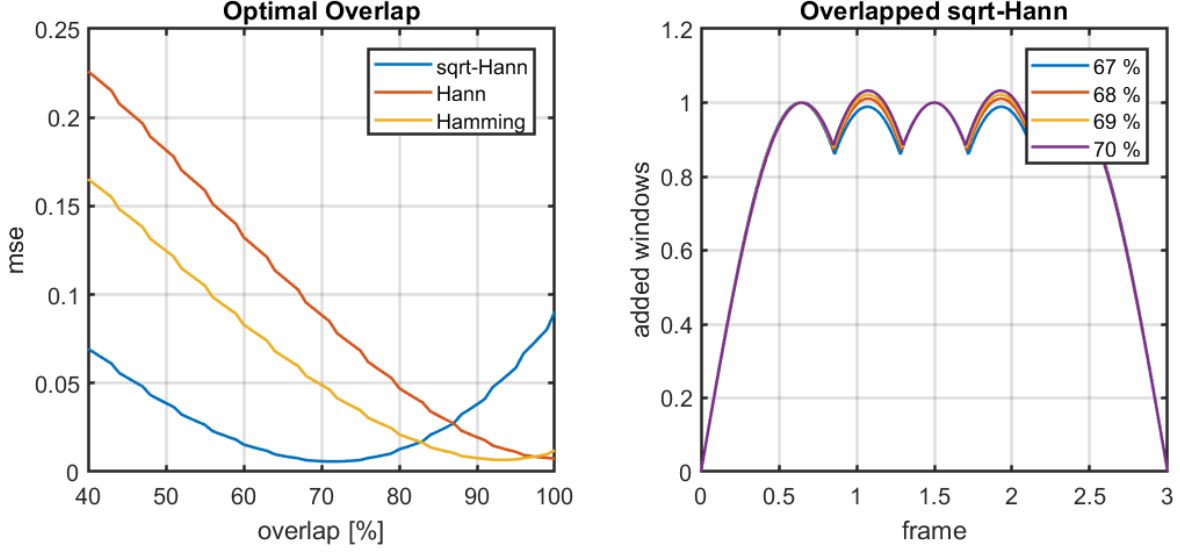 Optimal Overlap
0.25
0.2
0.15
0.1
0.05
0
mse
40 50 60 70 80 90 100
overlap [%]
sqrt-Hann
Hann
Hamming
Overlapped sqrt-Hann
1.2
1
0.8
0.6
0.4
0.2
0
added windows
0 0.5 1 1.5 2 2.5 3
frame
67 %
68 %
69 %
70 %